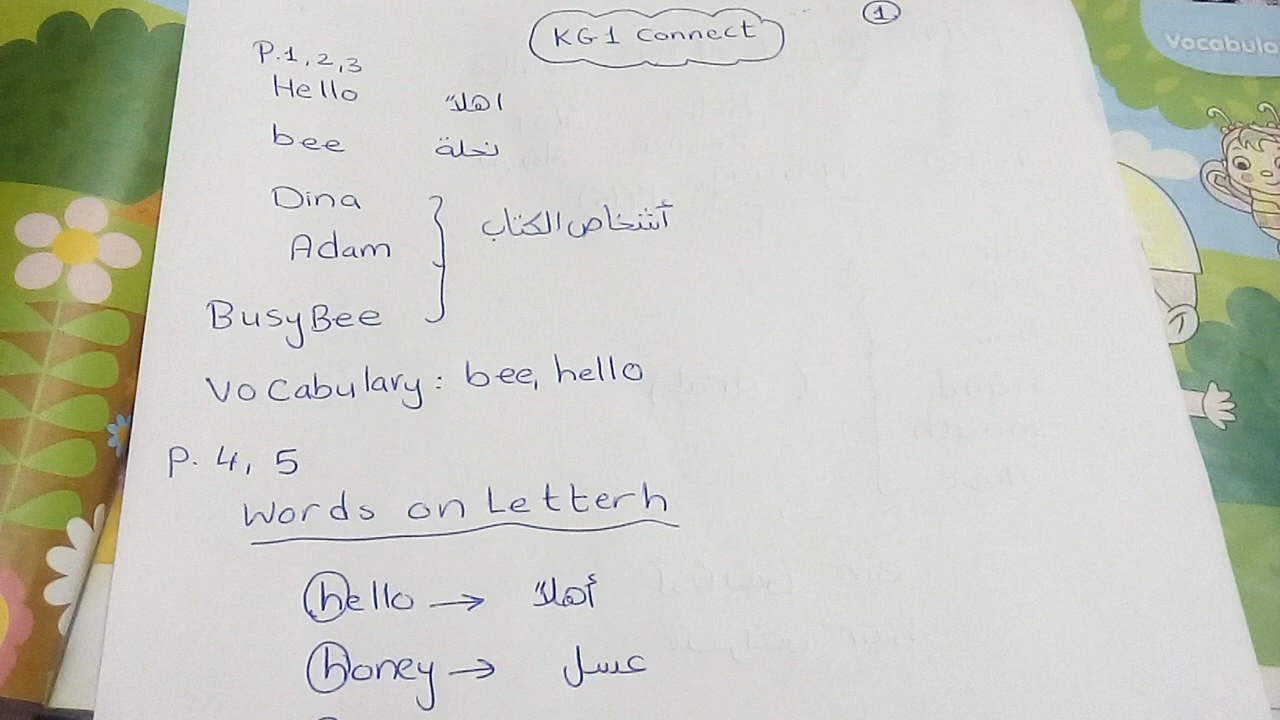 KG1 Connect
1
P.1,2,3
Hello اهلاً
bee نحلة
Dina
Adam
أشخاص الكتاب
BusyBee
Vocabulary: bee, hello
P. 4, 5
Words on Letter h
hello → أهلاً
honey → عسل
Vocabula